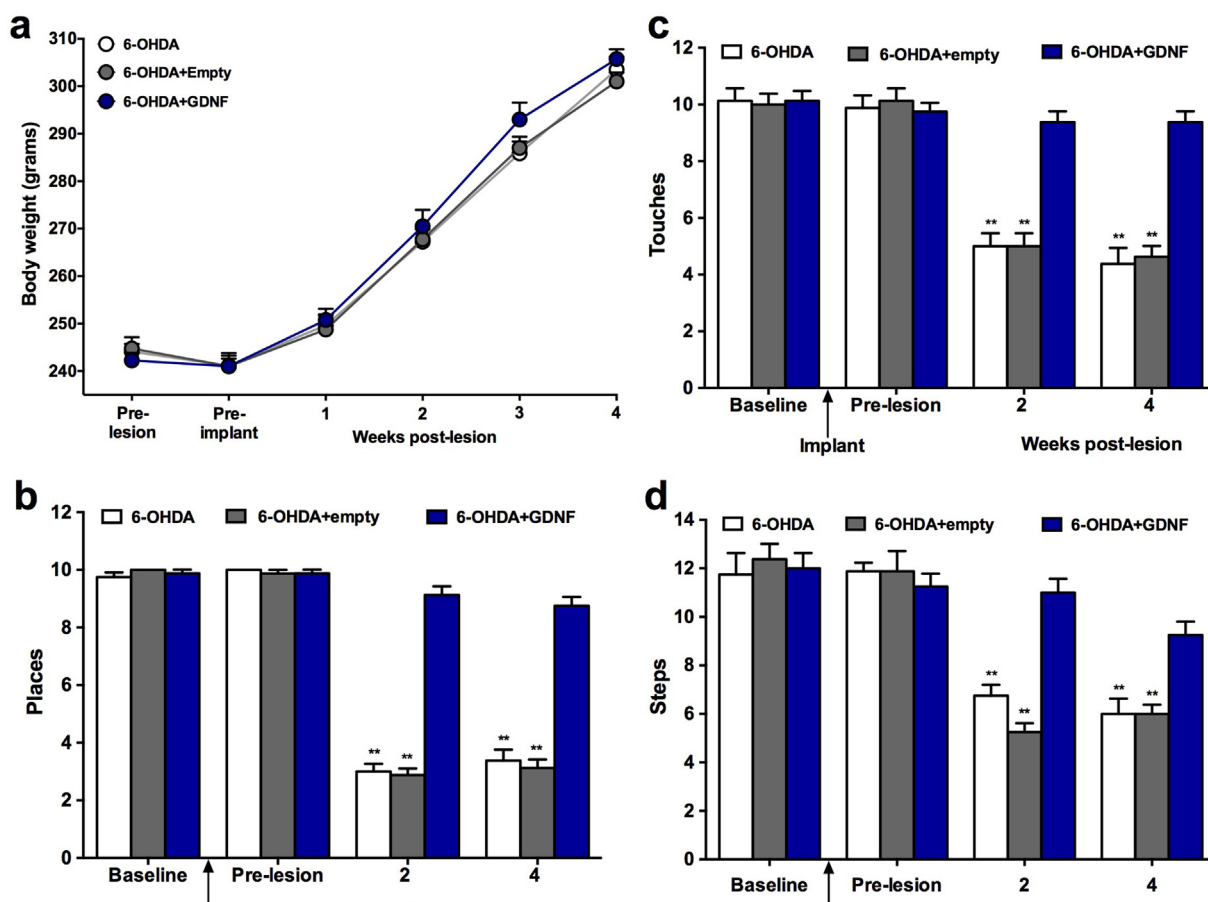 a
310
300
290
280
270
260
250
240
Body weight (grams)
6-OHDA
6-OHDA+Empty
6-OHDA+GDNF
Pre-
lesion
Pre-
implant
1
2
3
4
Weeks post-lesion
c
12
10
8
6
4
2
0
Touches
6-OHDA
6-OHDA+empty
6-OHDA+GDNF
** **
** **
Baseline
Pre-lesion
2
4
Implant
Weeks post-lesion
b
12
10
8
6
4
2
0
Places
6-OHDA
6-OHDA+empty
6-OHDA+GDNF
** **
** **
Baseline
Pre-lesion
2
4
d
14
12
10
8
6
4
2
0
Steps
6-OHDA
6-OHDA+empty
6-OHDA+GDNF
** **
** **
Baseline
Pre-lesion
2
4